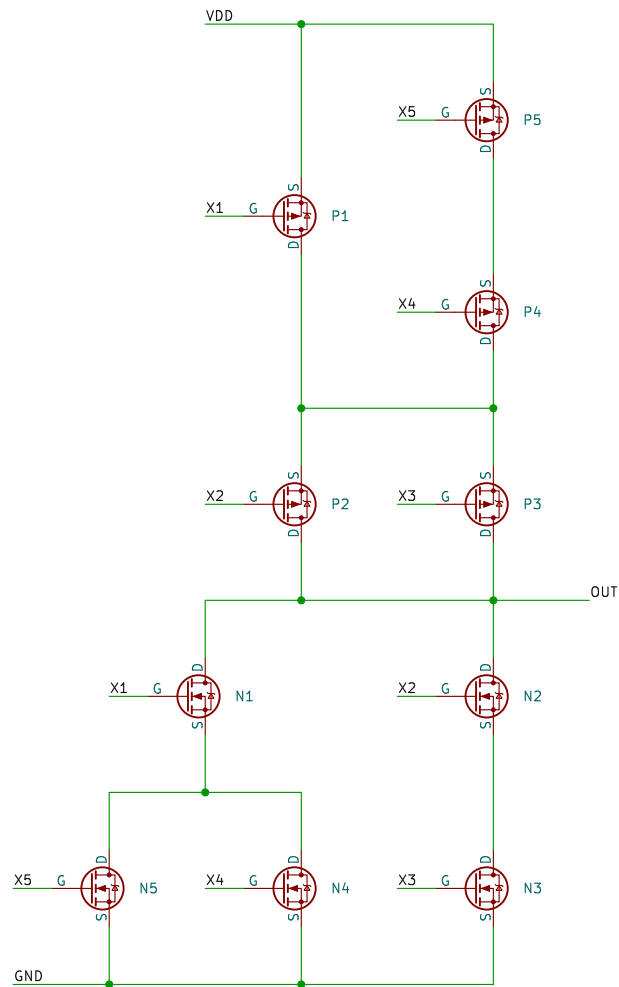 VDD
S
X5 G P5
D
S
X1 G P1
D
S
X4 G P4
D
S S
X2 G P2 X3 G P3
D D
OUT
D D
X1 G N1 X2 G N2
S S
D D D
X5 G N5 X4 G N4 X3 G N3
S S S
GND